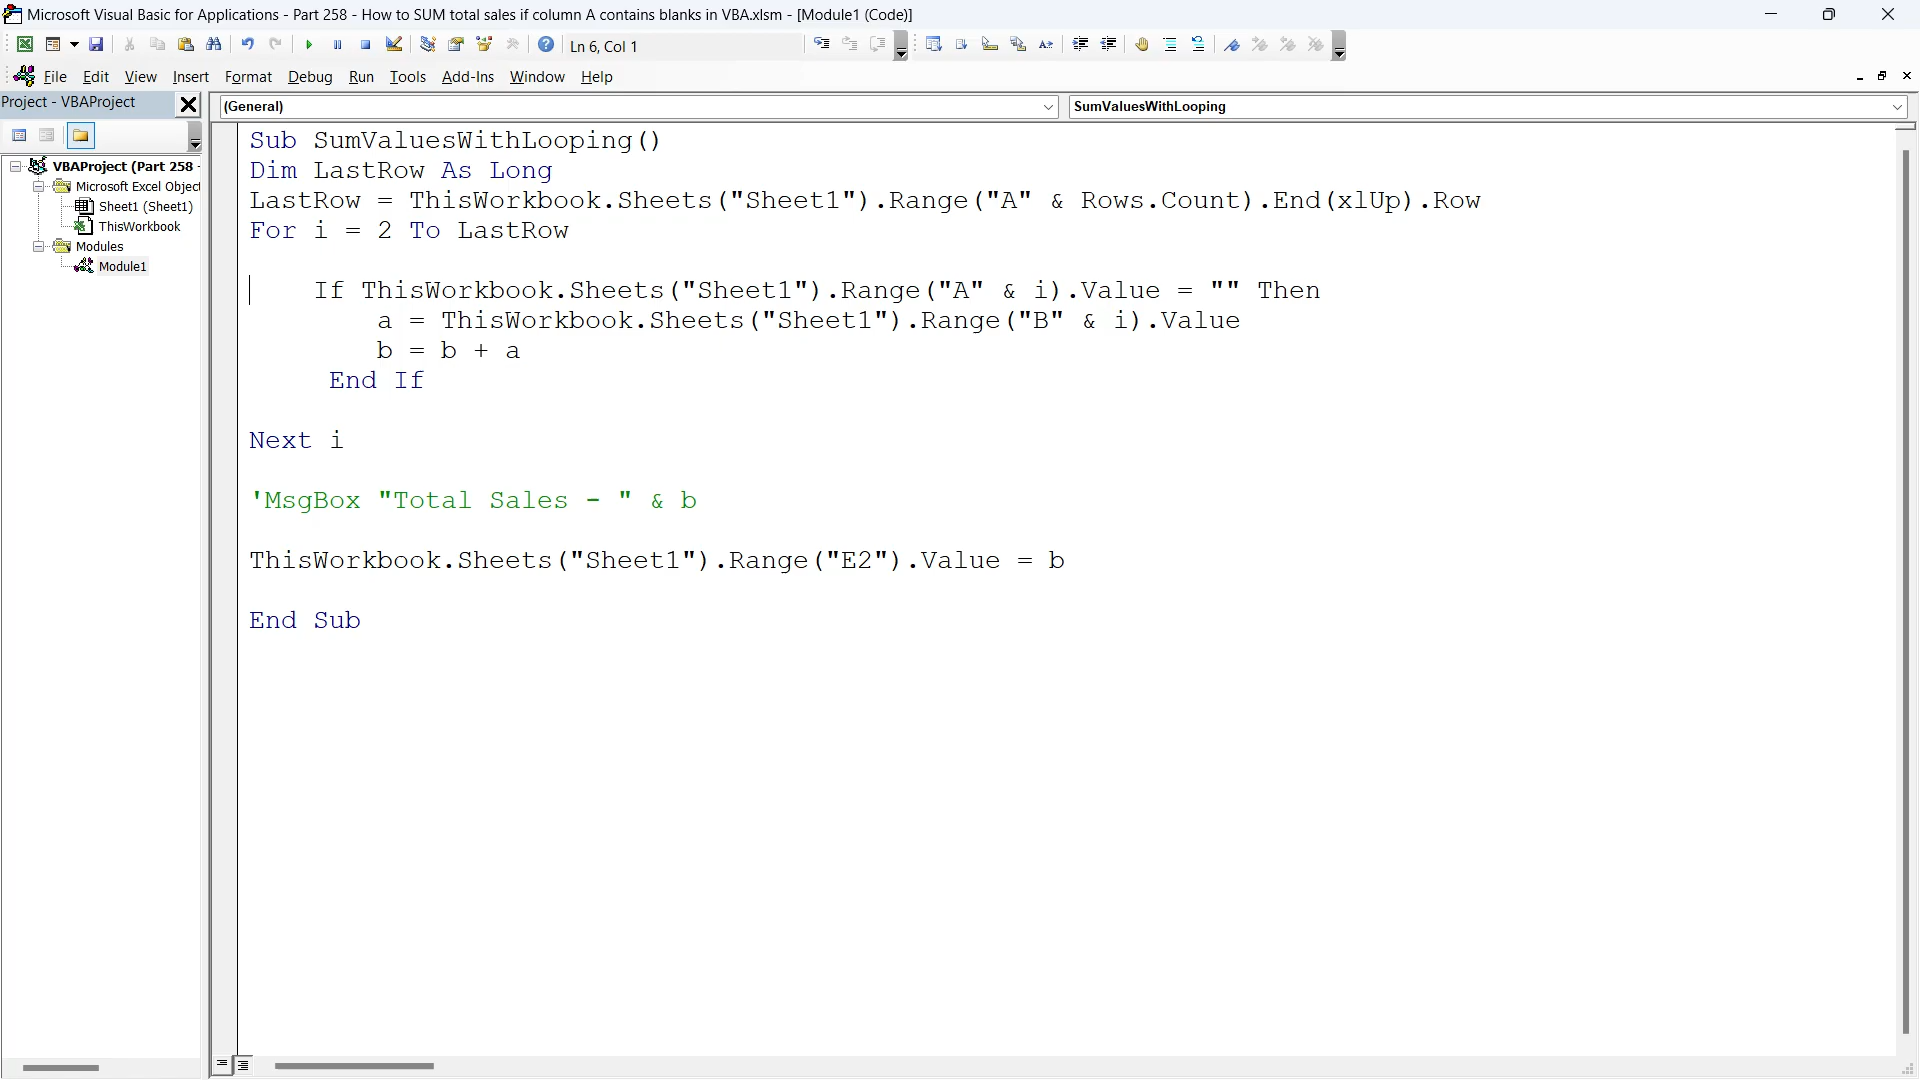 Microsoft Visual Basic for Applications - Part 258 - How to SUM total sales if column A contains blanks in VBA.xlsm - [Module1 (Code)]
Ln 6, Col 1
File Edit View Insert Format Debug Run Tools Add-Ins Window Help
Project - VBAProject
(General)
SumValuesWithLooping
VBAProject (Part 258 -
Microsoft Excel Object
Sheet1 (Sheet1)
ThisWorkbook
Modules
Module1
Sub SumValuesWithLooping()
Dim LastRow As Long
LastRow = ThisWorkbook.Sheets("Sheet1").Range("A" & Rows.Count).End(xlUp).Row
For i = 2 To LastRow
If ThisWorkbook.Sheets("Sheet1").Range("A" & i).Value = "" Then
a = ThisWorkbook.Sheets("Sheet1").Range("B" & i).Value
b = b + a
End If
Next i
'MsgBox "Total Sales - " & b
ThisWorkbook.Sheets("Sheet1").Range("E2").Value = b
End Sub